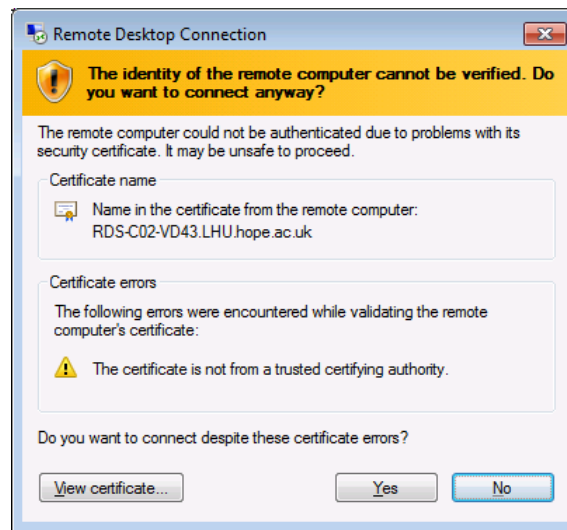 Remote Desktop Connection
The identity of the remote computer cannot be verified. Do
you want to connect anyway?
The remote computer could not be authenticated due to problems with its
security certificate. It may be unsafe to proceed.
Certificate name
Name in the certificate from the remote computer:
RDS-C02-VD43.LHU.hope.ac.uk
Certificate errors
The following errors were encountered while validating the remote
computer's certificate:
The certificate is not from a trusted certifying authority.
Do you want to connect despite these certificate errors?
View certificate...
Yes
No